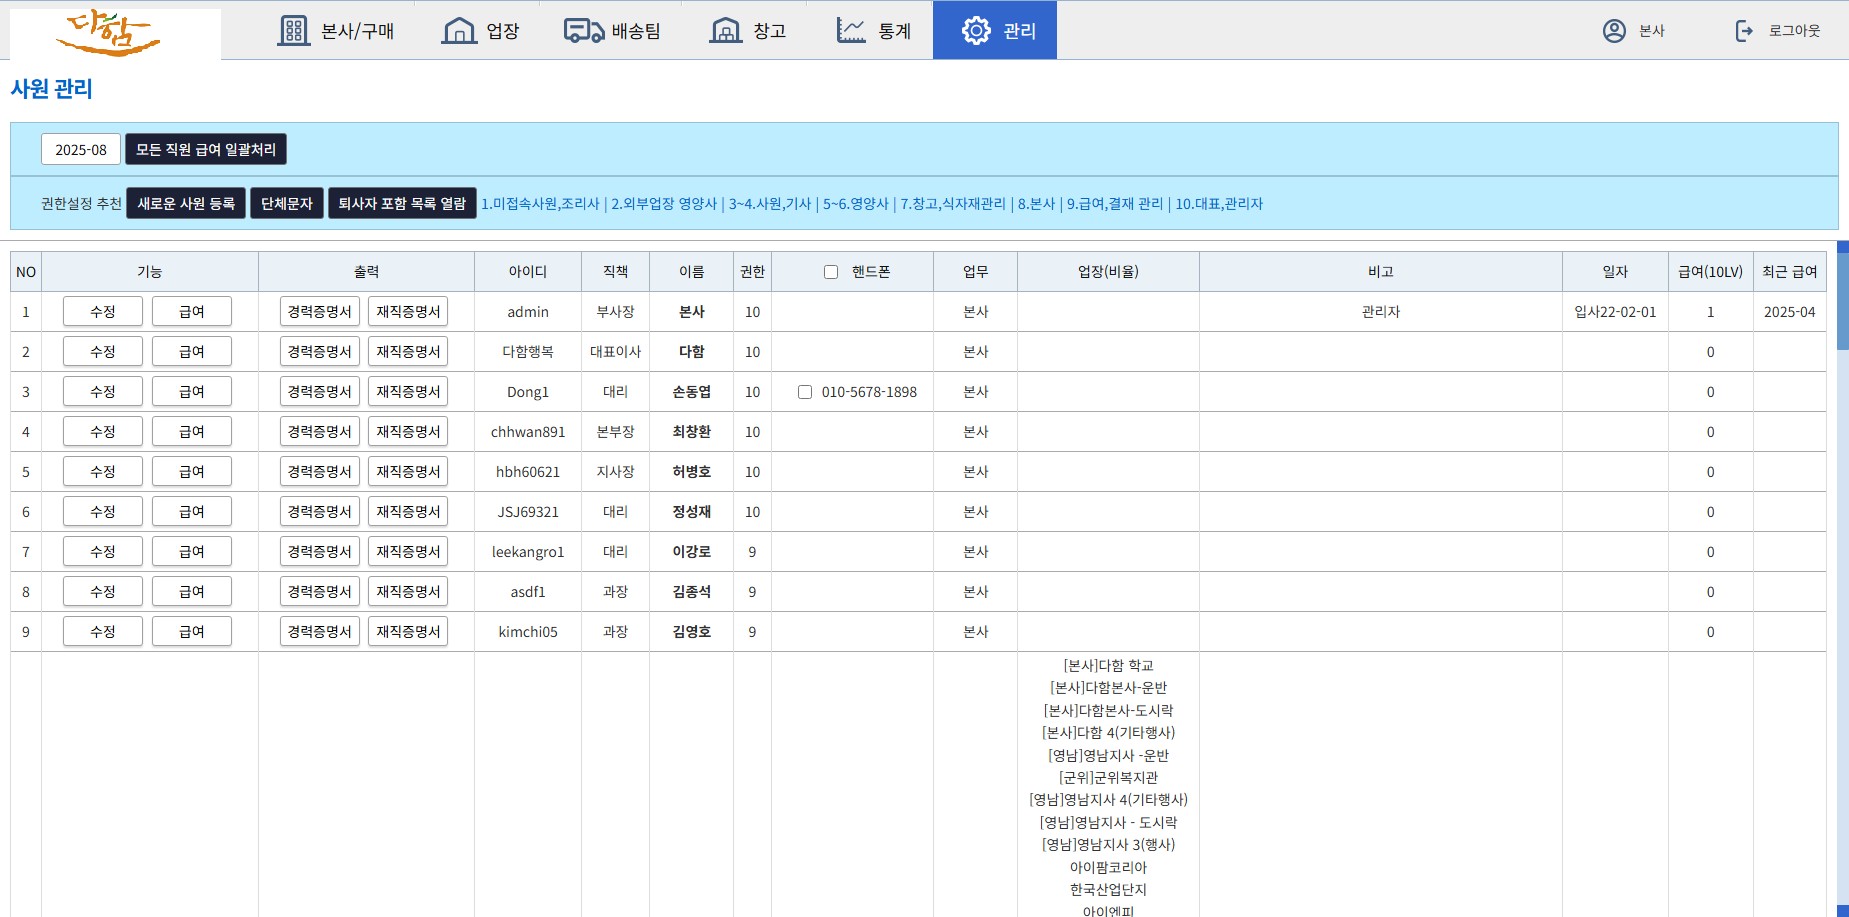 다함
본사/구매 업장 배송팀 창고 통계 관리 본사 로그아웃
사원 관리
2025-08 모든 직원 급여 일괄처리
권한설정 추천 새로운 사원 등록 단체문자 퇴사자 포함 목록 열람 1.미접속사원,조리사 | 2.외부업장 영양사 | 3~4.사원,기사 | 5~6.영양사 | 7.창고,식자재관리 | 8.본사 | 9.급여,결재 관리 | 10.대표,관리자
NO 기능 출력 아이디 직책 이름 권한 핸드폰 업무 업장(비율) 비고 일자 급여(10LV) 최근 급여
1 수정 급여 경력증명서 재직증명서 admin 부사장 본사 10 본사 관리자 입사22-02-01 1 2025-04
2 수정 급여 경력증명서 재직증명서 다함행복 대표이사 다함 10 본사 0
3 수정 급여 경력증명서 재직증명서 Dong1 대리 손동엽 10 010-5678-1898 본사 0
4 수정 급여 경력증명서 재직증명서 chhwan891 본부장 최창환 10 본사 0
5 수정 급여 경력증명서 재직증명서 hbh60621 지사장 허병호 10 본사 0
6 수정 급여 경력증명서 재직증명서 JSJ69321 대리 정성재 10 본사 0
7 수정 급여 경력증명서 재직증명서 leekangro1 대리 이강로 9 본사 0
8 수정 급여 경력증명서 재직증명서 asdf1 과장 김종석 9 본사 0
9 수정 급여 경력증명서 재직증명서 kimchi05 과장 김영호 9 본사 0
[본사]다함 학교
[본사]다함본사-운반
[본사]다함본사-도시락
[본사]다함 4(기타행사)
[영남]영남지사 -운반
[군위]군위복지관
[영남]영남지사 4(기타행사)
[영남]영남지사 - 도시락
[영남]영남지사 3(행사)
아이팜코리아
한국산업단지
아이엔피